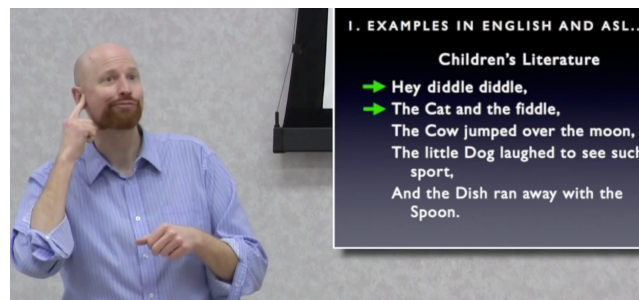 I. EXAMPLES IN ENGLISH AND ASL..
Children's Literature
Hey diddle diddle,
The Cat and the fiddle,
The Cow jumped over the moon,
The little Dog laughed to see such
sport,
And the Dish ran away with the
Spoon.